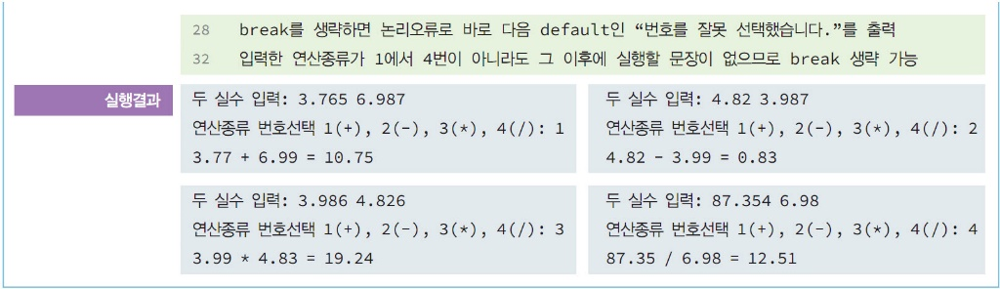 28 break를 생략하면 논리오류로 바로 다음 default인 “번호를 잘못 선택했습니다.”를 출력
32 입력한 연산종류가 1에서 4번이 아니라도 그 이후에 실행할 문장이 없으므로 break 생략 가능
실행결과
두 실수 입력: 3.765 6.987
연산종류 번호선택 1(+), 2(-), 3(*), 4(/): 1
3.77 + 6.99 = 10.75
두 실수 입력: 4.82 3.987
연산종류 번호선택 1(+), 2(-), 3(*), 4(/): 2
4.82 - 3.99 = 0.83
두 실수 입력: 3.986 4.826
연산종류 번호선택 1(+), 2(-), 3(*), 4(/): 3
3.99 * 4.83 = 19.24
두 실수 입력: 87.354 6.98
연산종류 번호선택 1(+), 2(-), 3(*), 4(/): 4
87.35 / 6.98 = 12.51